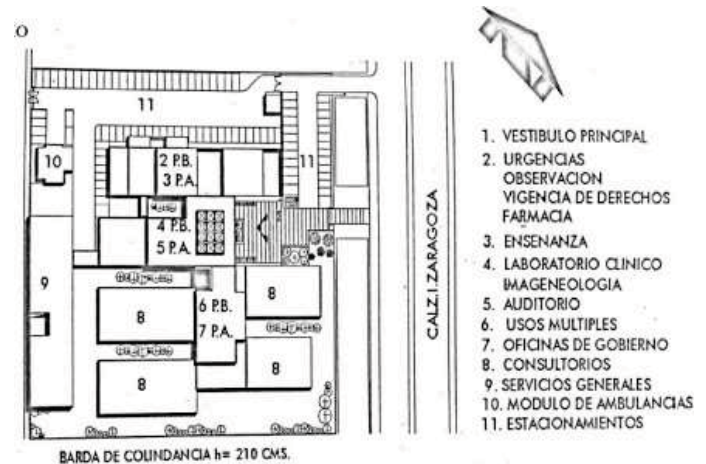 11
10
2 P.B.
3 P.A.
11
4 P.B.
5 P.A.
9
8
6 P.B.
7 P.A.
8
8
8
CALZ.I.ZARAGOZA
BARDA DE COLINDANCIA h= 210 CMS.
1. VESTIBULO PRINCIPAL
2. URGENCIAS
OBSERVACION
VIGENCIA DE DERECHOS
FARMACIA
3. ENSENANZA
4. LABORATORIO CLINICO
IMAGENEOLOGIA
5. AUDITORIO
6. USOS MULTIPLES
7. OFICINAS DE GOBIERNO
8. CONSULTORIOS
9. SERVICIOS GENERALES
10. MODULO DE AMBULANCIAS
11. ESTACIONAMIENTOS